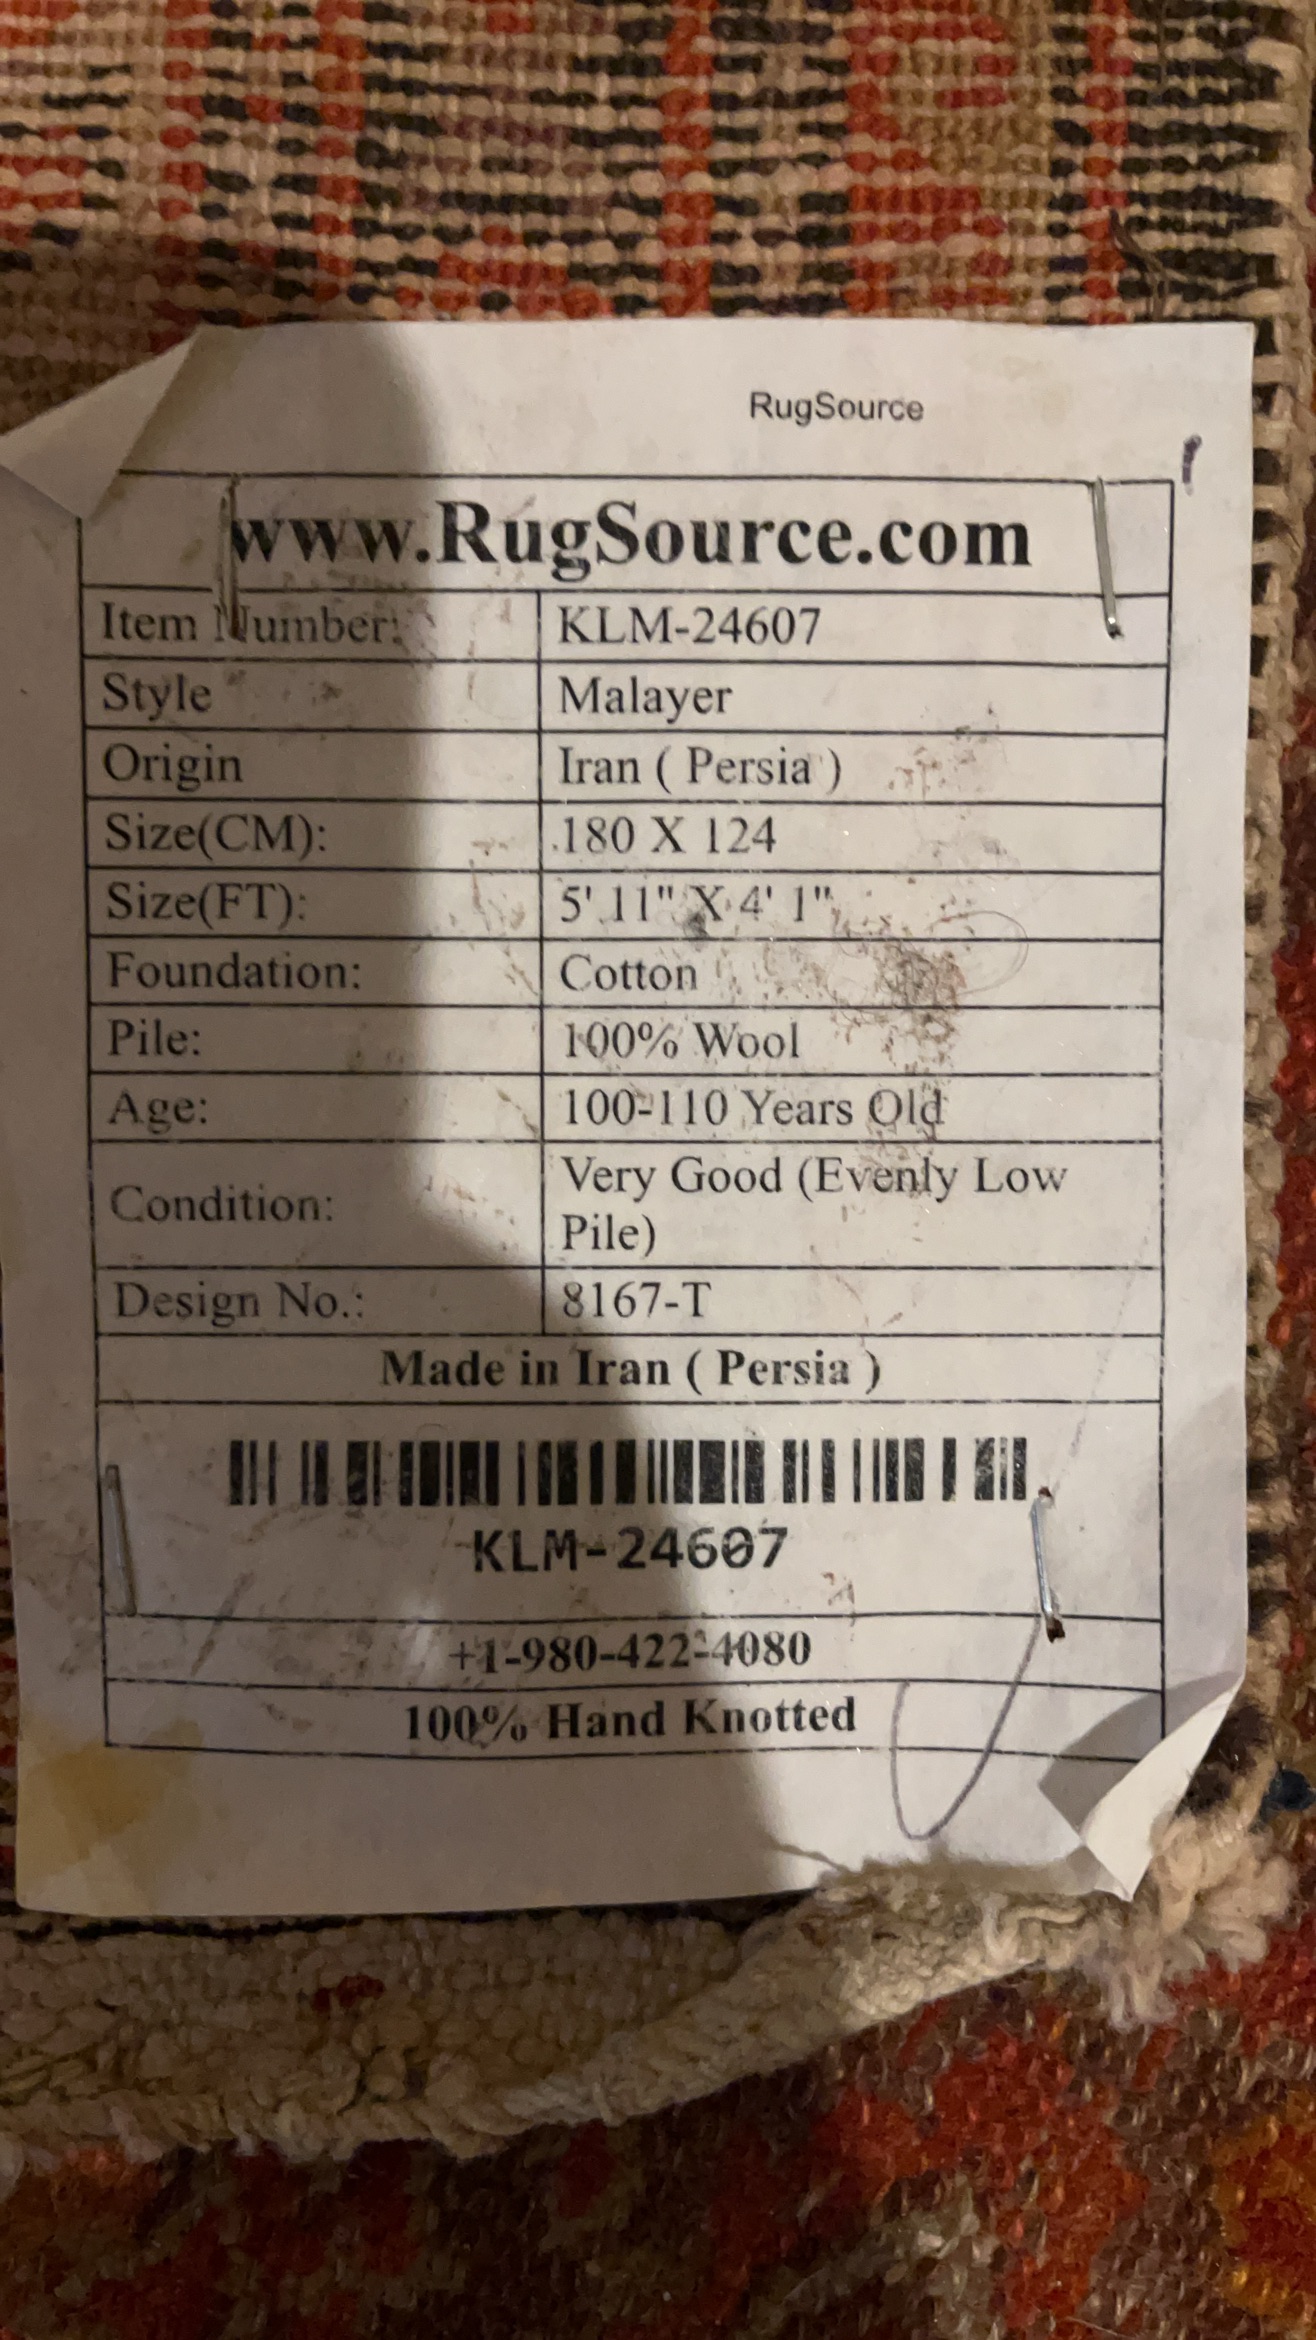 RugSource
www.RugSource.com
Item Number: KLM-24607
Style Malayer
Origin Iran ( Persia )
Size(CM): 180 X 124
Size(FT): 5' 11" X 4' 1"
Foundation: Cotton
Pile: 100% Wool
Age: 100-110 Years Old
Condition: Very Good (Evenly Low
Pile)
Design No.: 8167-T
Made in Iran ( Persia )
KLM-24607
+1-980-422-4080
100% Hand Knotted